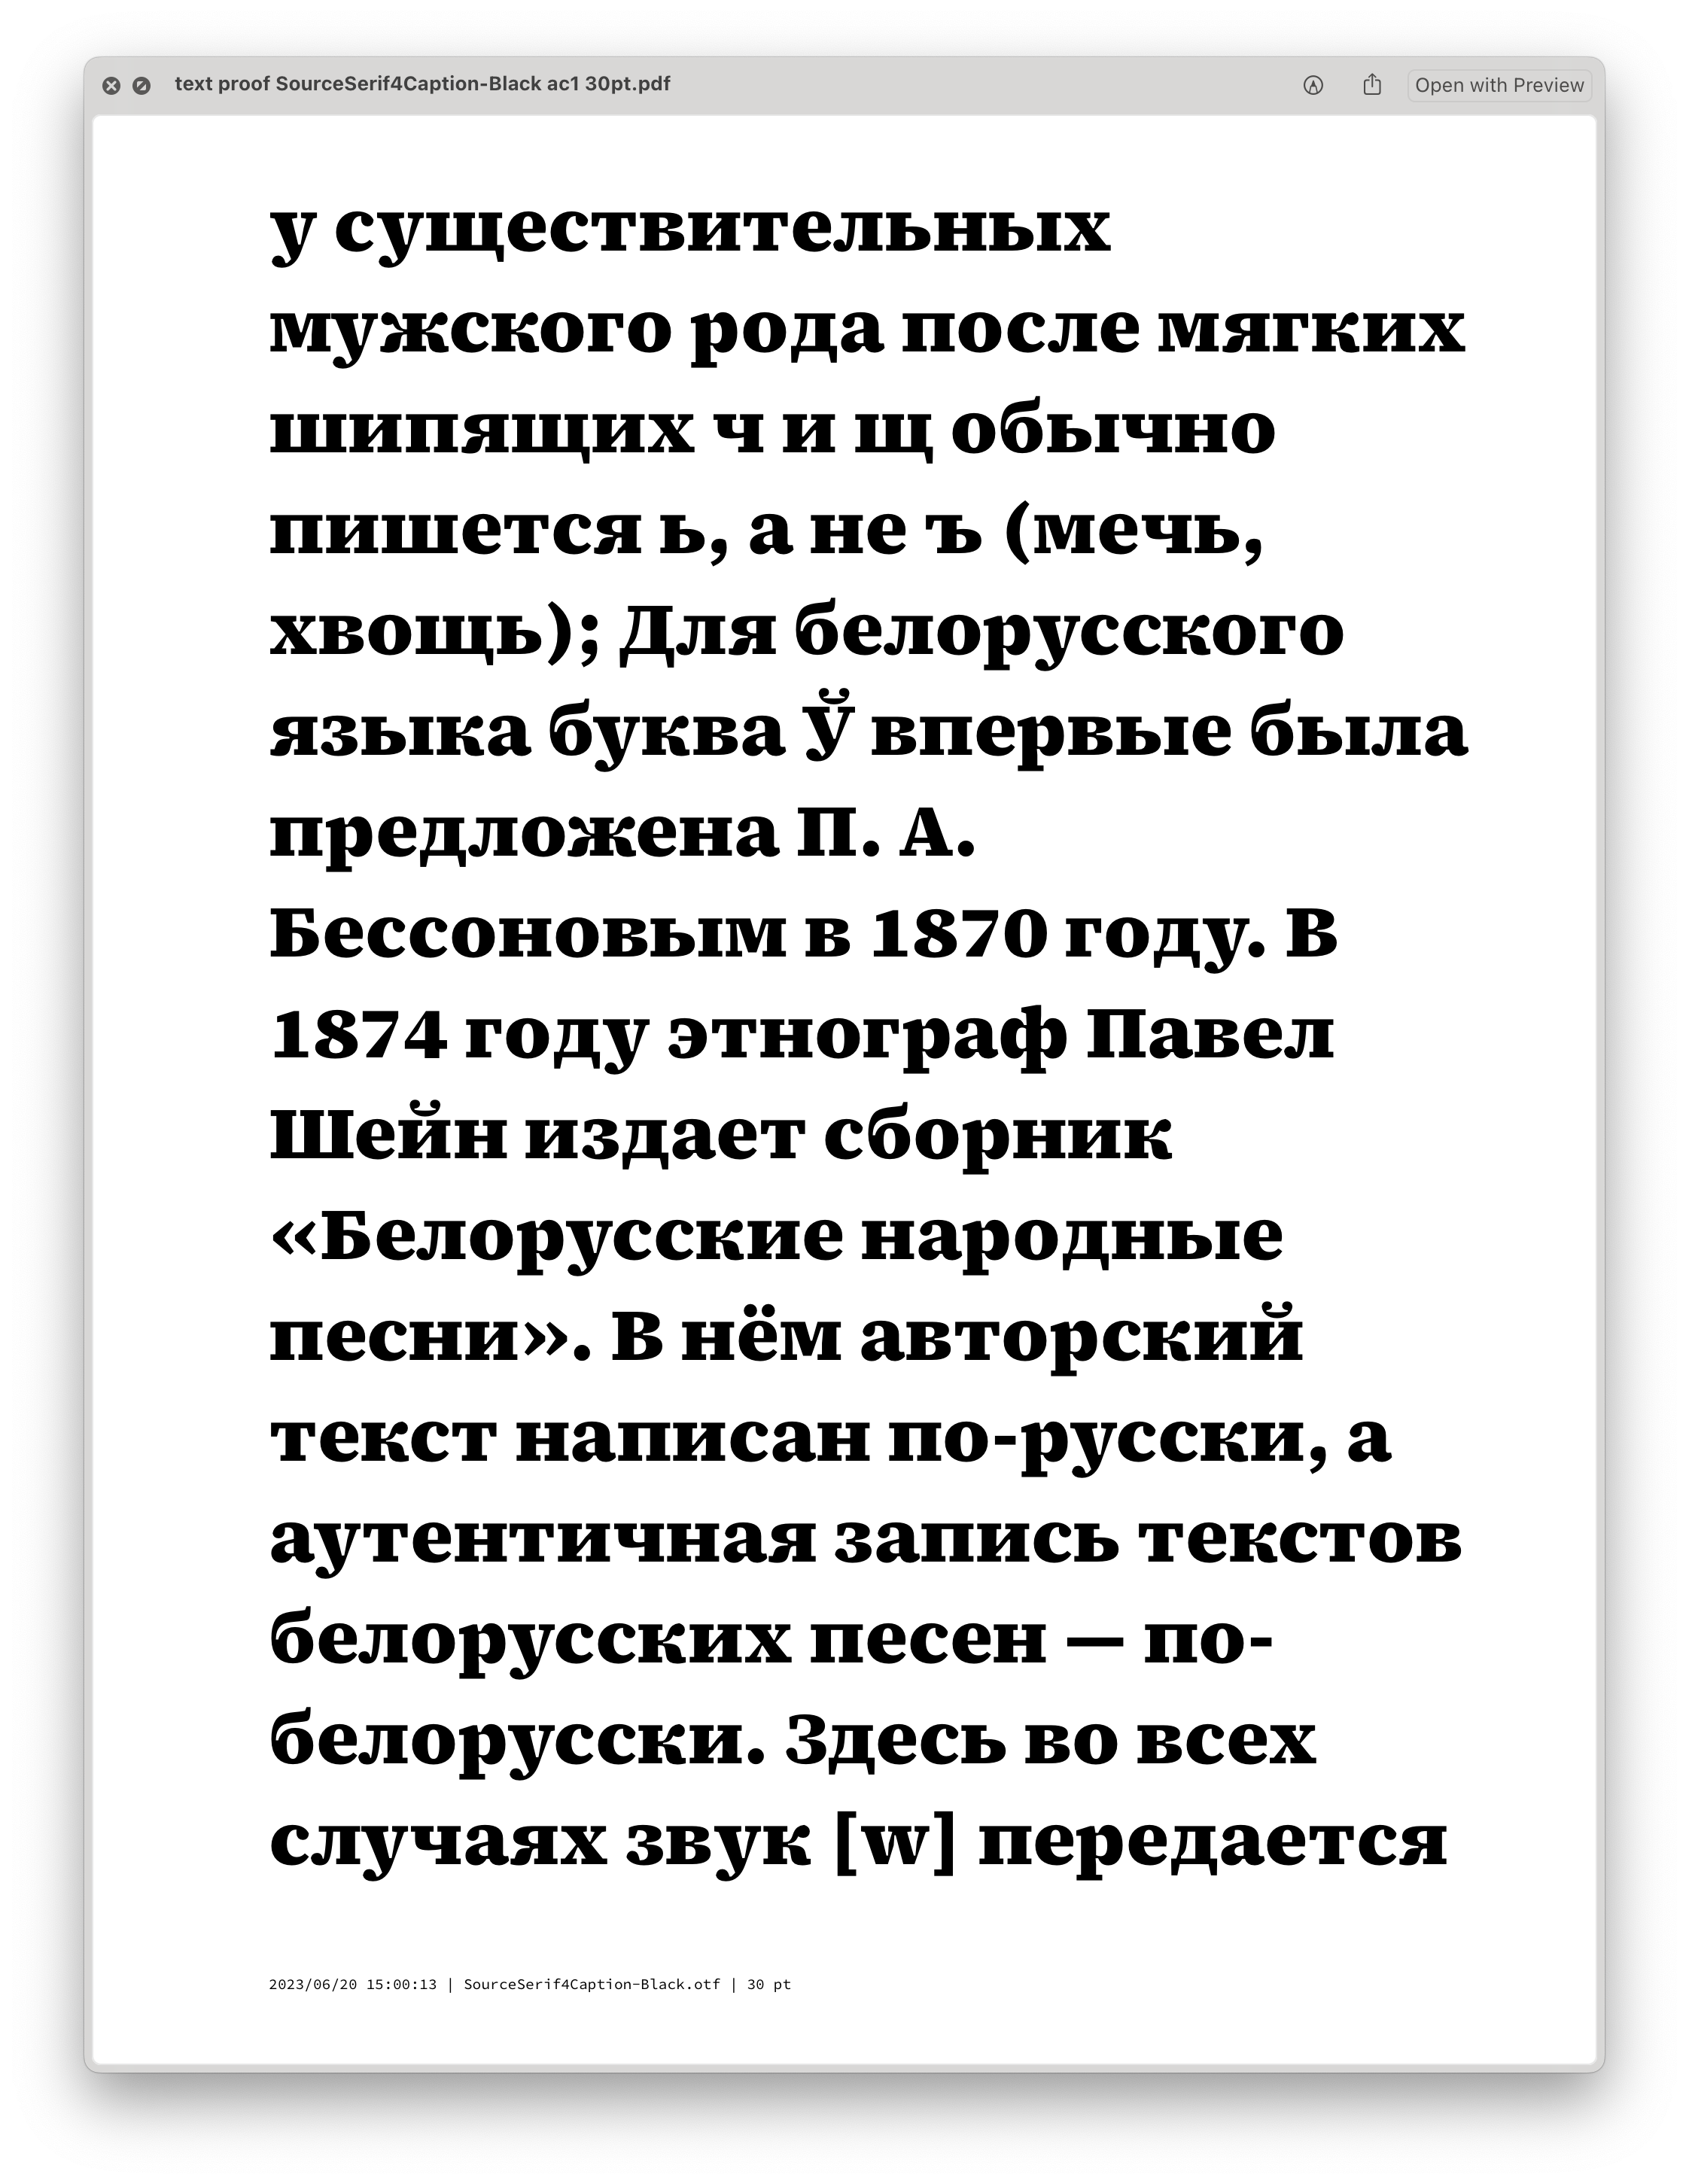 text proof SourceSerif4Caption-Black ac1 30pt.pdf
Open with Preview
у существительных
мужского рода после мягких
шипящих ч и щ обычно
пишется ь, а не ъ (мечь,
хвощь); Для белорусского
языка буква Ў впервые была
предложена П. А.
Бессоновым в 1870 году. В
1874 году этнограф Павел
Шейн издает сборник
«Белорусские народные
песни». В нём авторский
текст написан по-русски, а
аутентичная запись текстов
белорусских песен — по-
белорусски. Здесь во всех
случаях звук [w] передается
2023/06/20 15:00:13 | SourceSerif4Caption-Black.otf | 30 pt